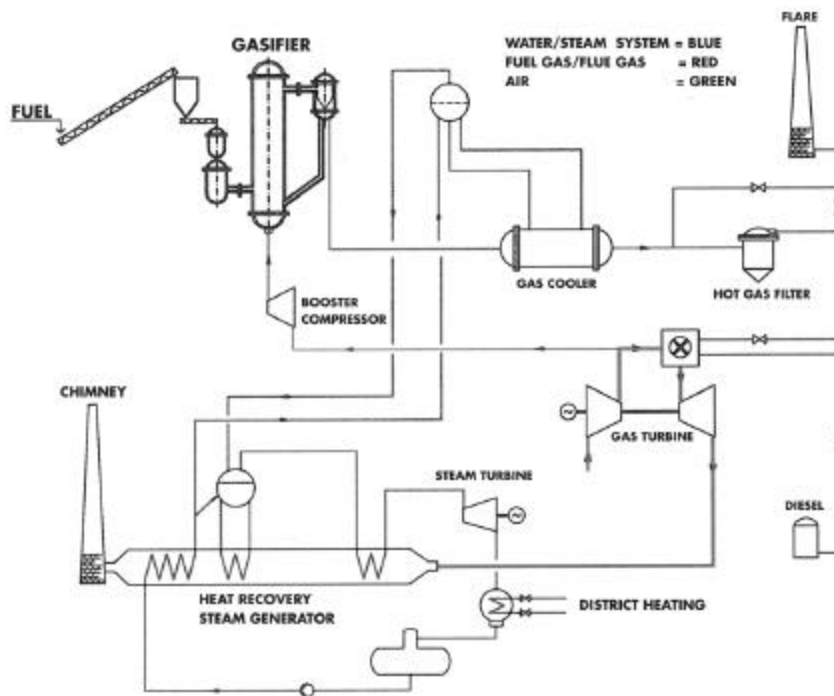 FLARE
GASIFIER
WATER/STEAM SYSTEM = BLUE
FUEL GAS/FLUE GAS = RED
AIR = GREEN
FUEL
GAS COOLER
HOT GAS FILTER
BOOSTER
COMPRESSOR
CHIMNEY
GAS TURBINE
STEAM TURBINE
DIESEL
HEAT RECOVERY
STEAM GENERATOR
DISTRICT HEATING